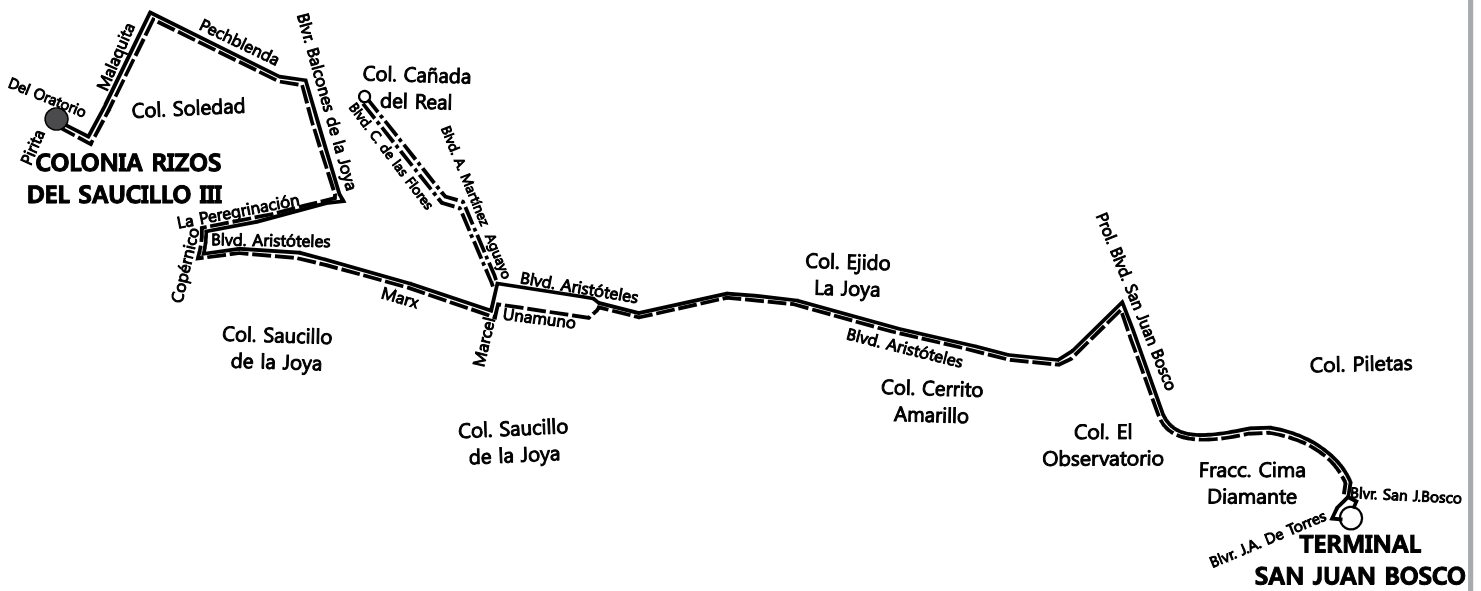 Malaquita
Pechblenda
Blvr. Balcones de la Joya
Del Oratorio
Pirita
Col. Soledad
COLONIA RIZOS
DEL SAUCILLO III
Col. Cañada
del Real
Blvd. C. de las Flores
Blvd. A. Martínez Aguayo
La Peregrinación
Copérnico
Blvd. Aristóteles
Marx
Marcel
Blvd. Aristóteles
Unamuno
Col. Saucillo
de la Joya
Col. Saucillo
de la Joya
Col. Ejido
La Joya
Blvd. Aristóteles
Col. Cerrito
Amarillo
Prol. Blvd. San Juan Bosco
Col. Piletas
Col. El
Observatorio
Fracc. Cima
Diamante
Blvr. San J.Bosco
Blvr. J.A. De Torres
TERMINAL
SAN JUAN BOSCO